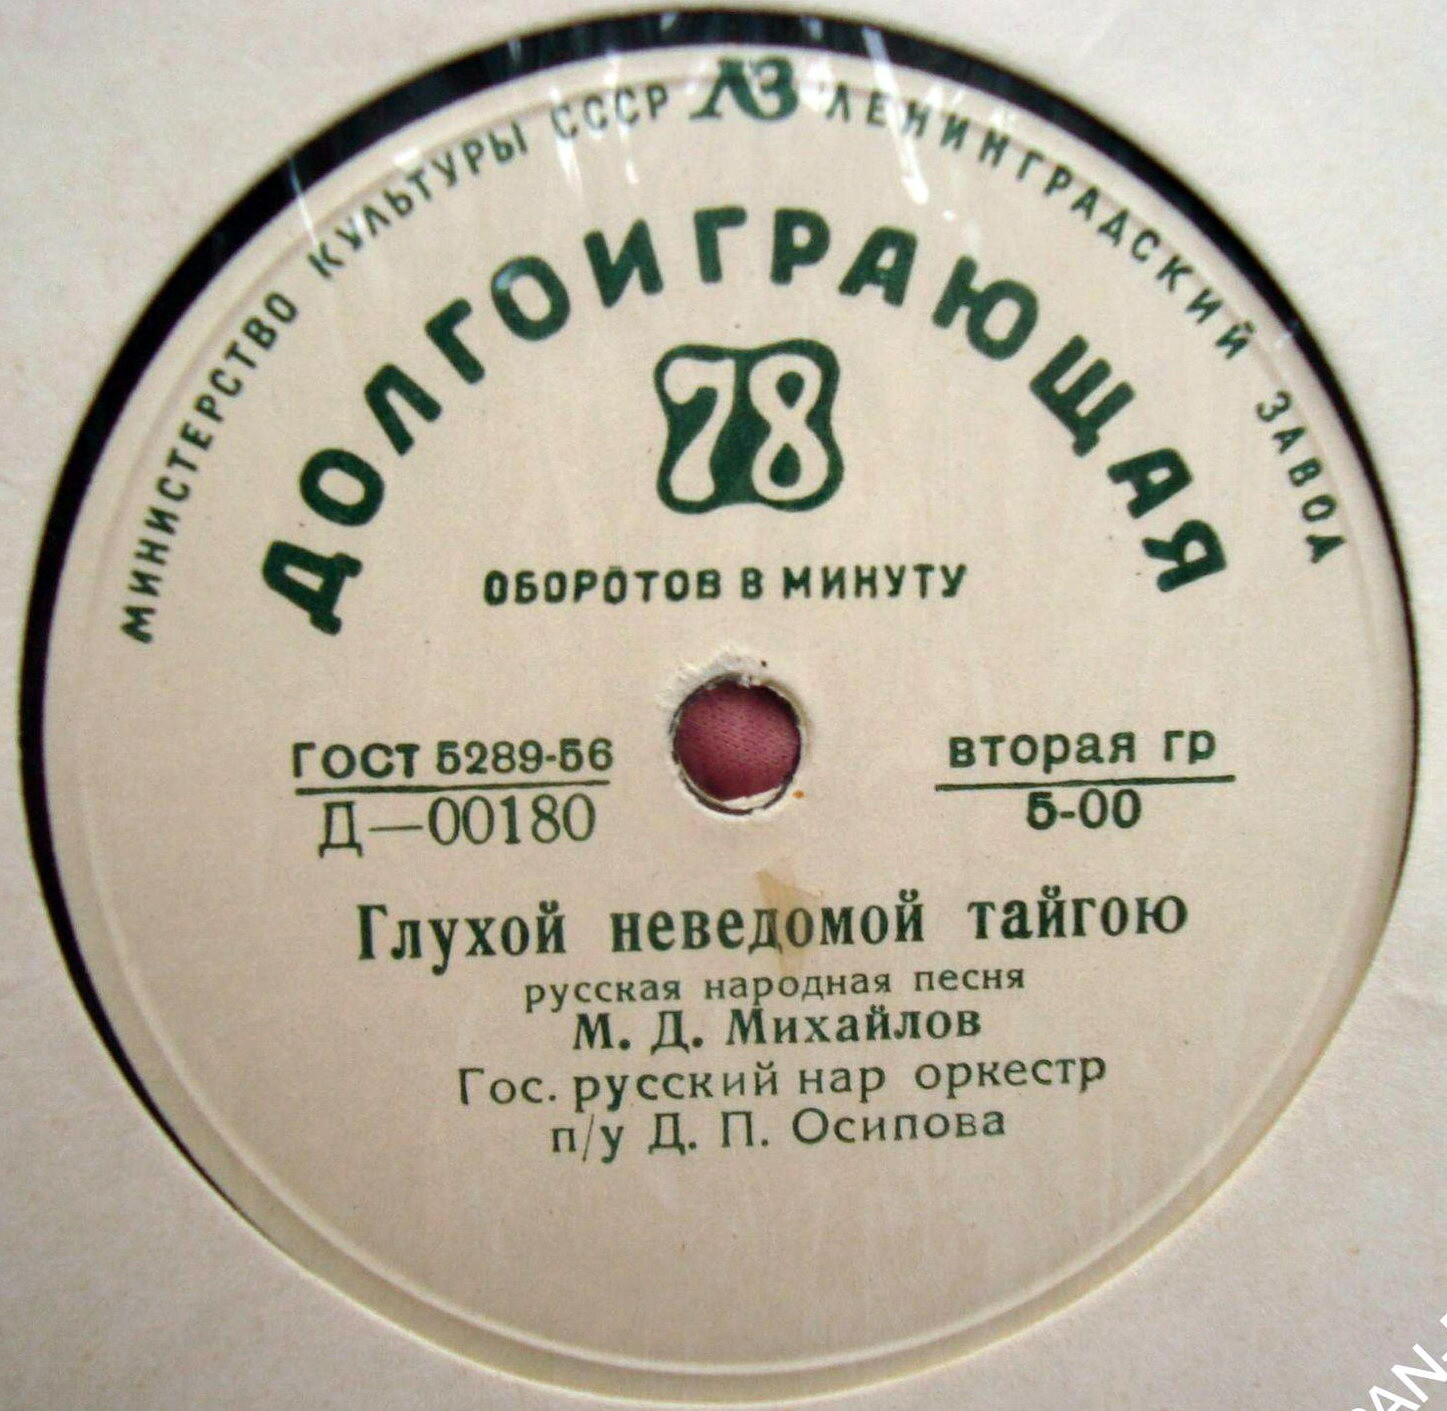 МИНИСТЕРСТВО КУЛЬТУРЫ СССР ЛЗ ЛЕНИНГРАДСКИЙ ЗАВОД
ДОЛГОИГРАЮЩАЯ
78
ОБОРОТОВ В МИНУТУ
ГОСТ 5289-56
Д—00180
вторая гр
5-00
Глухой неведомой тайгою
русская народная песня
М. Д. Михайлов
Гос. русский нар оркестр
п/у Д. П. Осипова